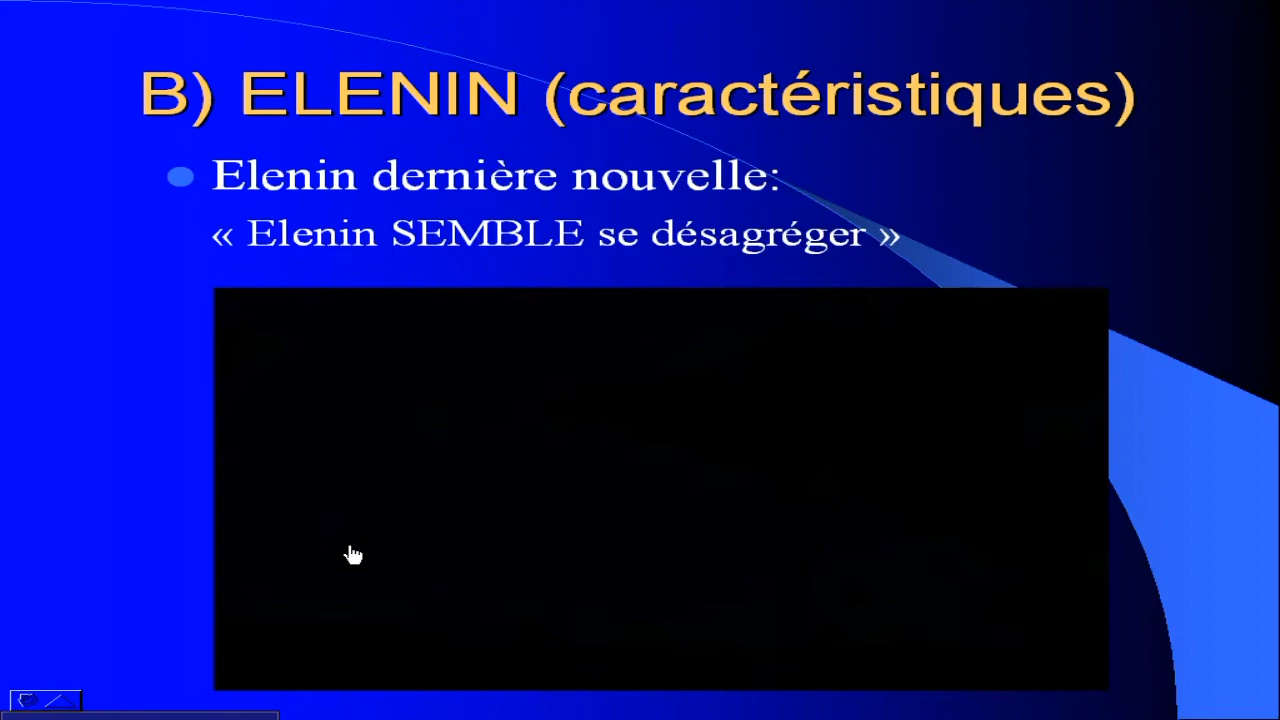 B) ELENIN (caractéristiques)
Elenin dernière nouvelle:
« Elenin SEMBLE se désagréger »